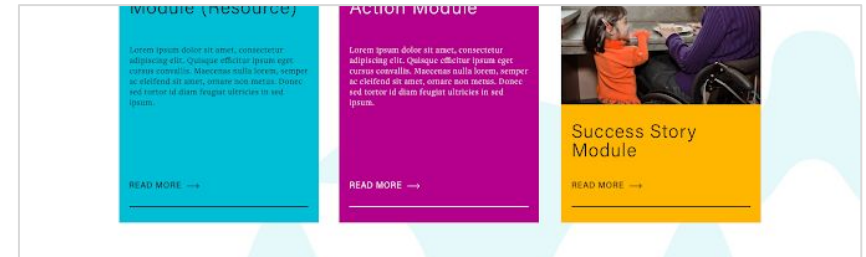 Module (Resource)
Lorem ipsum dolor sit amet, consectetur
adipiscing elit. Quisque efficitur ipsum eget
cursus convallis. Maecenas nulla lorem, semper
ac eleifend sit amet, ornare non metus. Donec
sed tortor id diam feugiat ultricies in sed
ipsum.
READ MORE →
Action Module
Lorem ipsum dolor sit amet, consectetur
adipiscing elit. Quisque efficitur ipsum eget
cursus convallis. Maecenas nulla lorem, semper
ac eleifend sit amet, ornare non metus. Donec
sed tortor id diam feugiat ultricies in sed
ipsum.
READ MORE →
Success Story
Module
READ MORE →